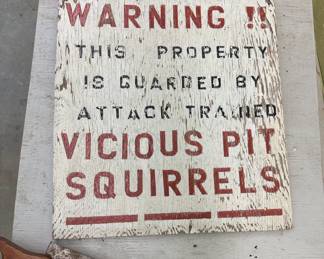 WARNING !!
THIS PROPERTY
IS GUARDED BY
ATTACK TRAINED
VICIOUS PIT
SQUIRRELS